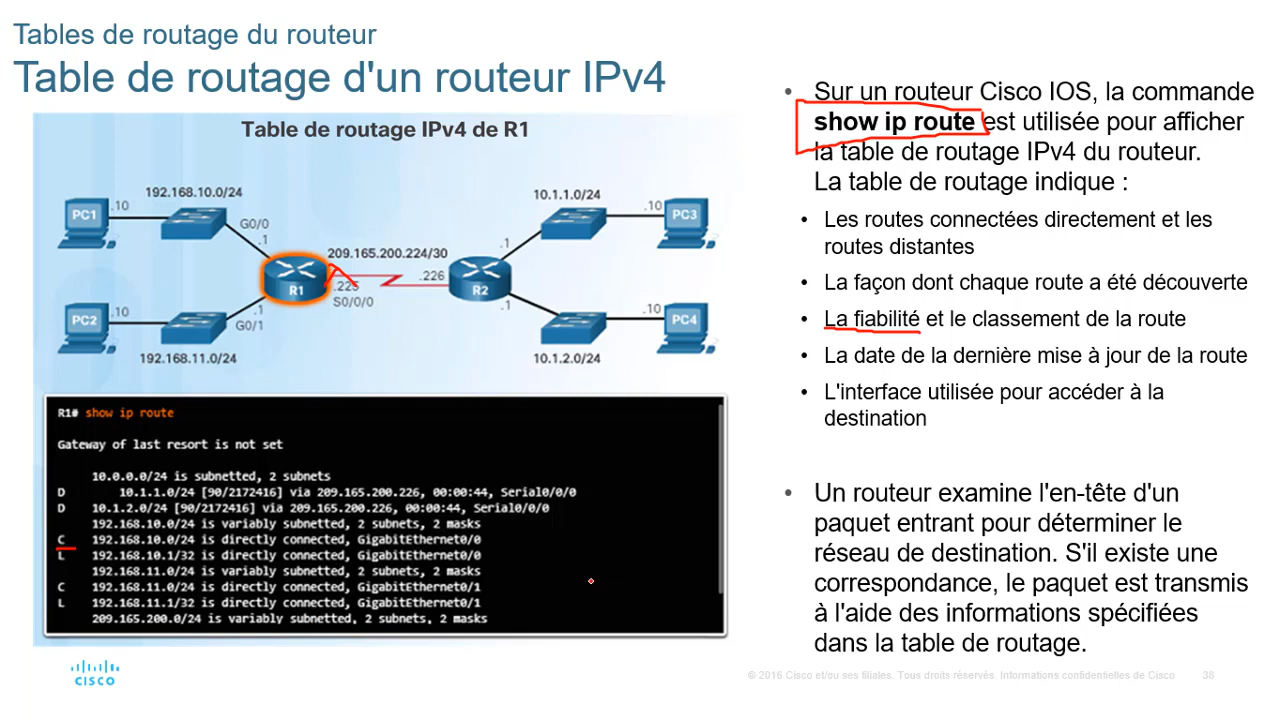 Tables de routage du routeur
Table de routage d'un routeur IPv4
Table de routage IPv4 de R1
192.168.10.0/24
10.1.1.0/24
PC1
.10
.10
PC3
G0/0
.1
.1
209.165.200.224/30
.226
R1
.225
R2
S0/0/0
PC2
.10
.1
.1
.10
PC4
G0/1
192.168.11.0/24
10.1.2.0/24
R1# show ip route
Gateway of last resort is not set
10.0.0.0/24 is subnetted, 2 subnets
D 10.1.1.0/24 [90/2172416] via 209.165.200.226, 00:00:44, Serial0/0/0
D 10.1.2.0/24 [90/2172416] via 209.165.200.226, 00:00:44, Serial0/0/0
192.168.10.0/24 is variably subnetted, 2 subnets, 2 masks
C 192.168.10.0/24 is directly connected, GigabitEthernet0/0
L 192.168.10.1/32 is directly connected, GigabitEthernet0/0
192.168.11.0/24 is variably subnetted, 2 subnets, 2 masks
C 192.168.11.0/24 is directly connected, GigabitEthernet0/1
L 192.168.11.1/32 is directly connected, GigabitEthernet0/1
209.165.200.0/24 is variably subnetted, 2 subnets, 2 masks
• Sur un routeur Cisco IOS, la commande
show ip route est utilisée pour afficher
la table de routage IPv4 du routeur.
La table de routage indique :
• Les routes connectées directement et les
routes distantes
• La façon dont chaque route a été découverte
• La fiabilité et le classement de la route
• La date de la dernière mise à jour de la route
• L'interface utilisée pour accéder à la
destination
• Un routeur examine l'en-tête d'un
paquet entrant pour déterminer le
réseau de destination. S'il existe une
correspondance, le paquet est transmis
à l'aide des informations spécifiées
dans la table de routage.
CISCO
© 2016 Cisco et/ou ses filiales. Tous droits réservés. Informations confidentielles de Cisco
38